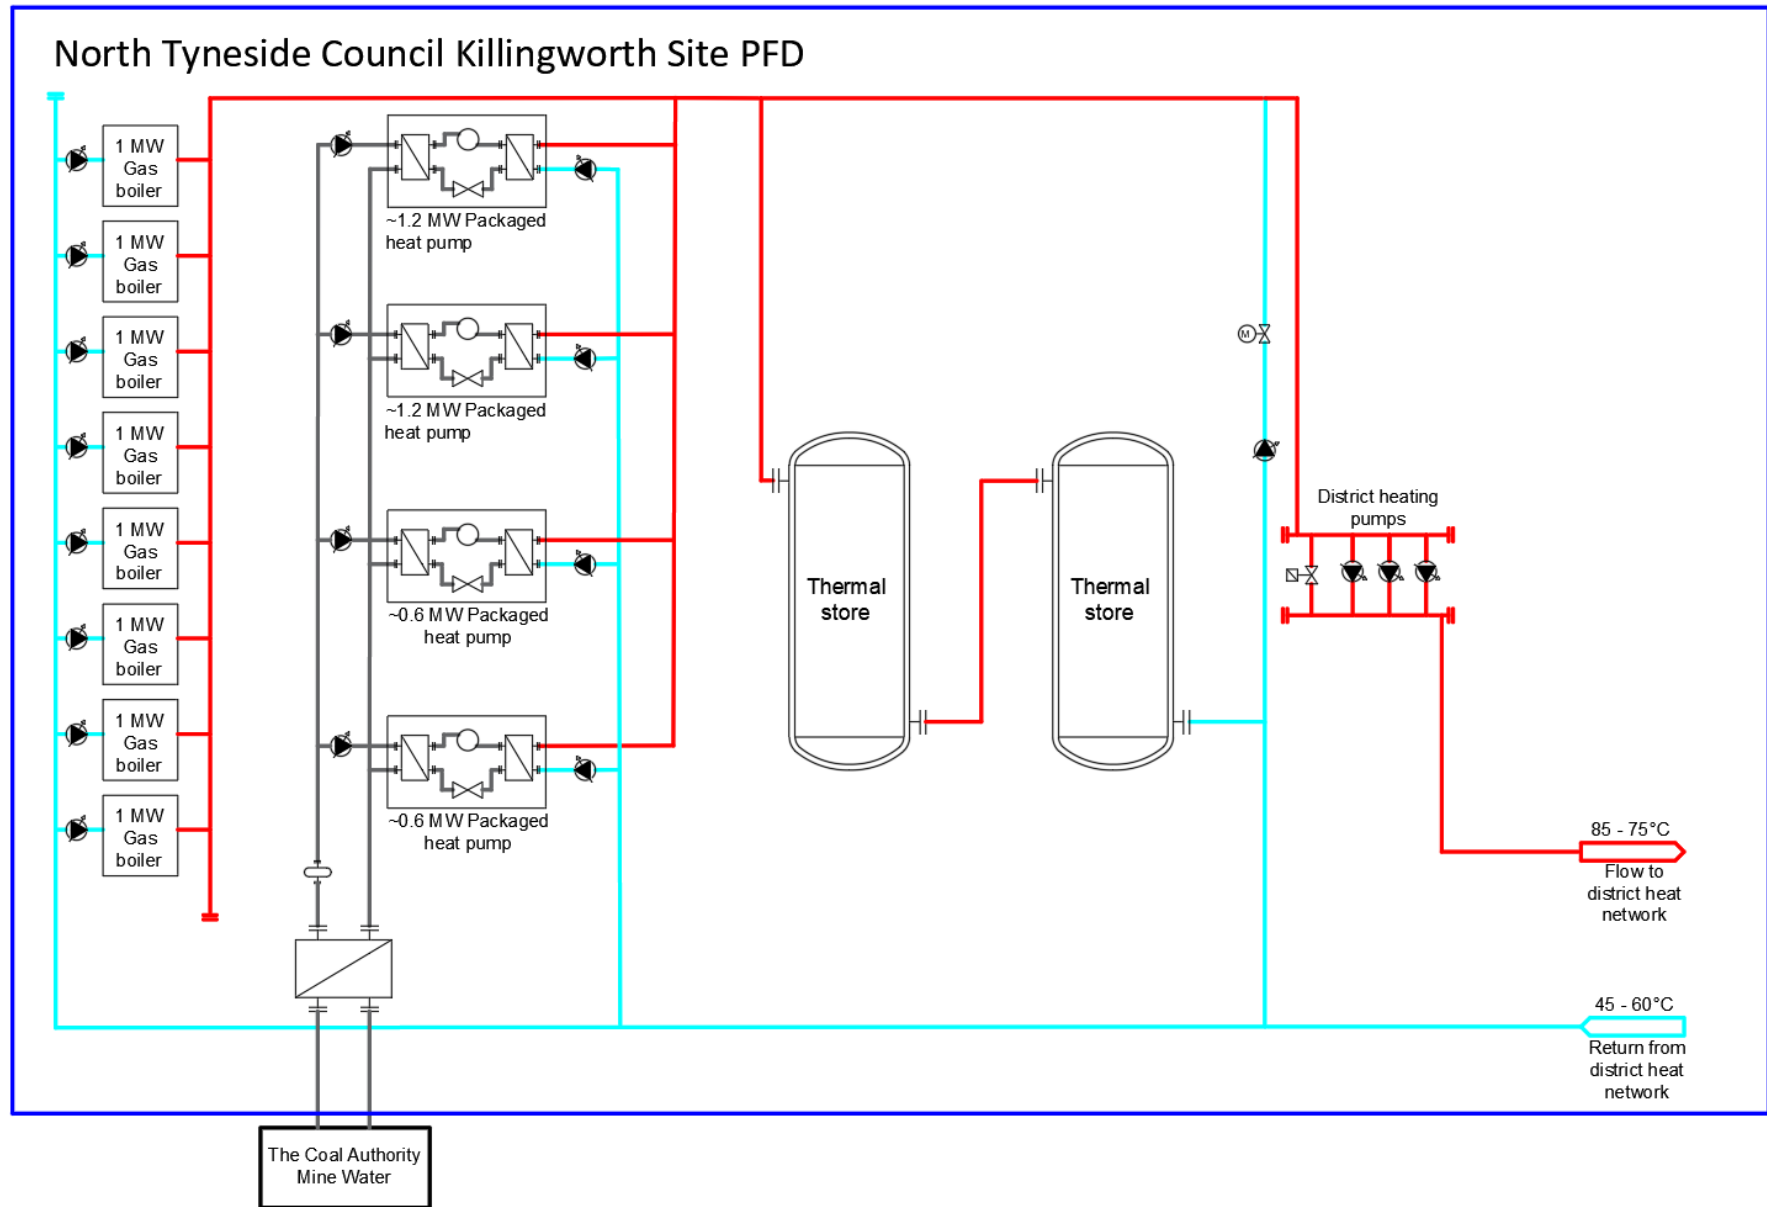 North Tyneside Council Killingworth Site PFD
1 MW
Gas
boiler
1 MW
Gas
boiler
1 MW
Gas
boiler
1 MW
Gas
boiler
1 MW
Gas
boiler
1 MW
Gas
boiler
1 MW
Gas
boiler
1 MW
Gas
boiler
~1.2 MW Packaged
heat pump
~1.2 MW Packaged
heat pump
~0.6 MW Packaged
heat pump
~0.6 MW Packaged
heat pump
Thermal
store
Thermal
store
M
District heating
pumps
85 - 75°C
Flow to
district heat
network
45 - 60°C
Return from
district heat
network
The Coal Authority
Mine Water